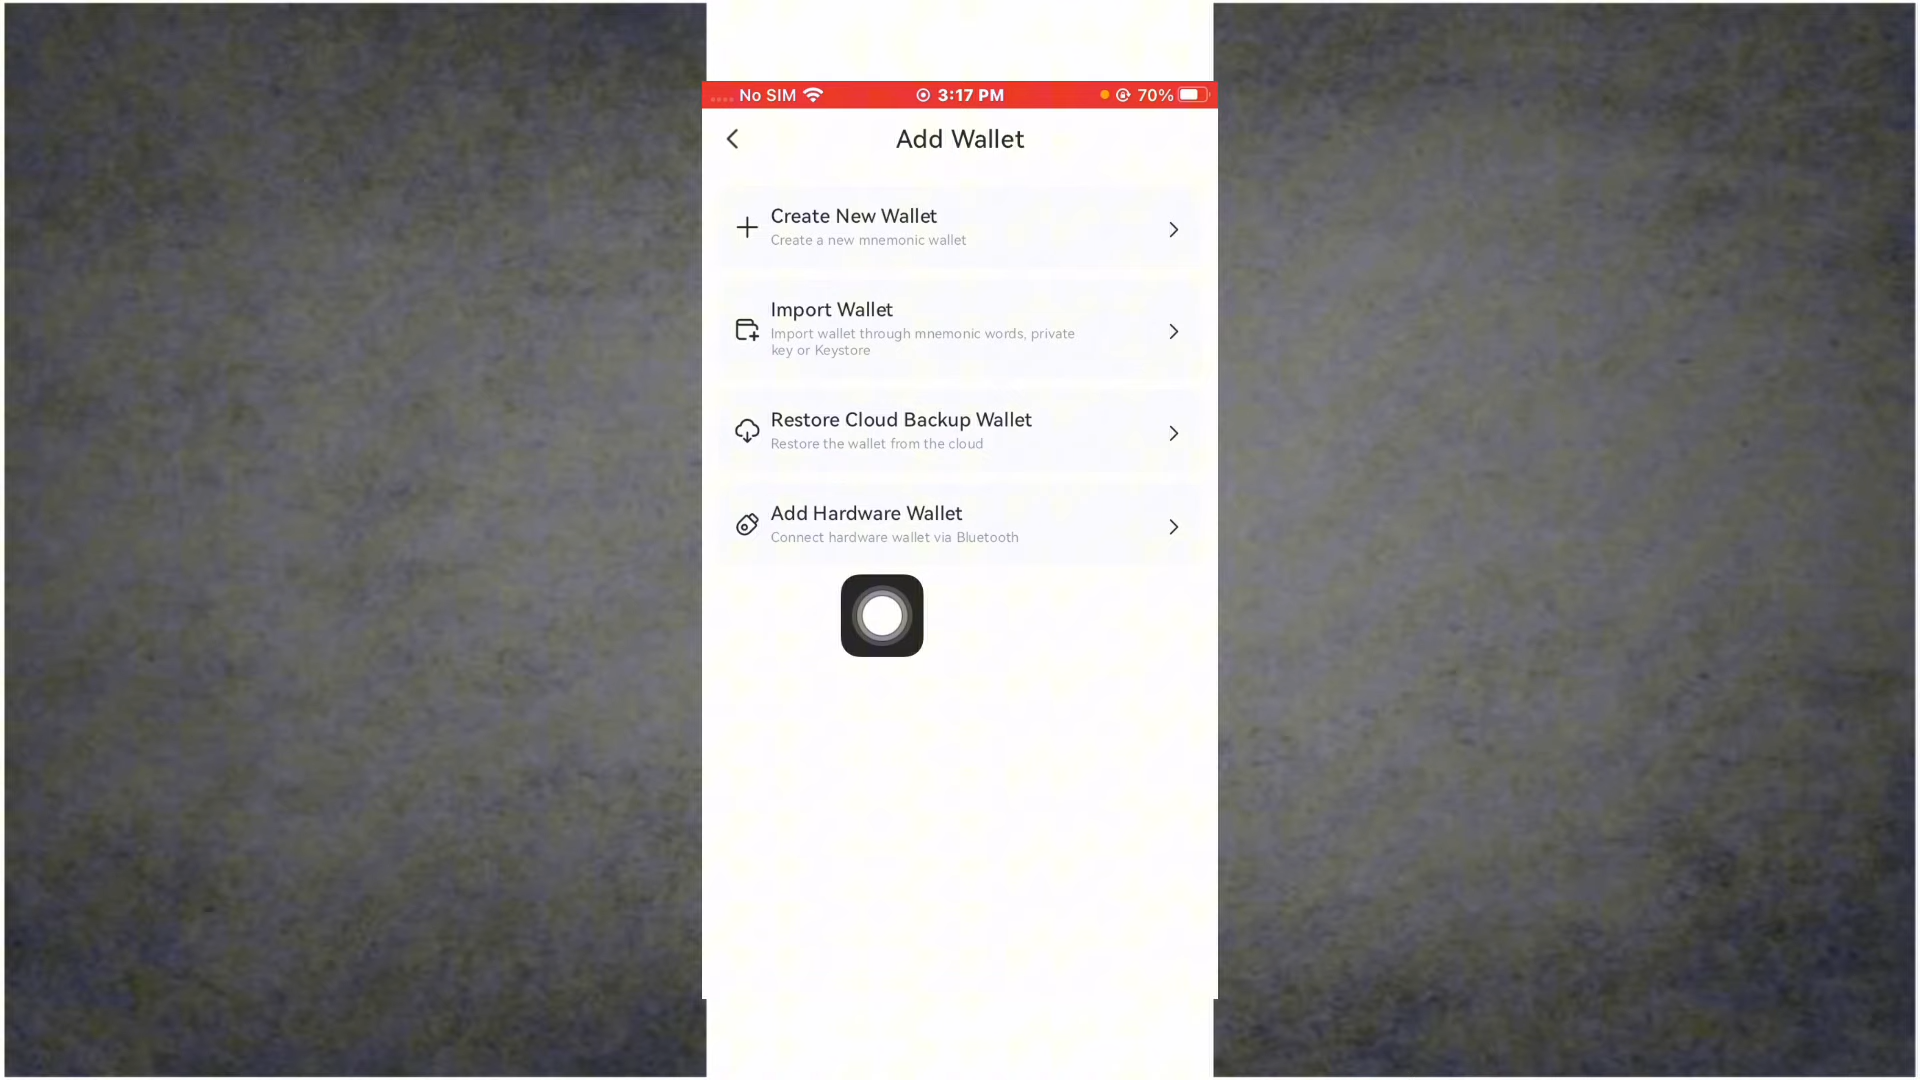 No SIM 3:17 PM 70%
Add Wallet
Create New Wallet
Create a new mnemonic wallet
Import Wallet
Import wallet through mnemonic words, private
key or Keystore
Restore Cloud Backup Wallet
Restore the wallet from the cloud
Add Hardware Wallet
Connect hardware wallet via Bluetooth